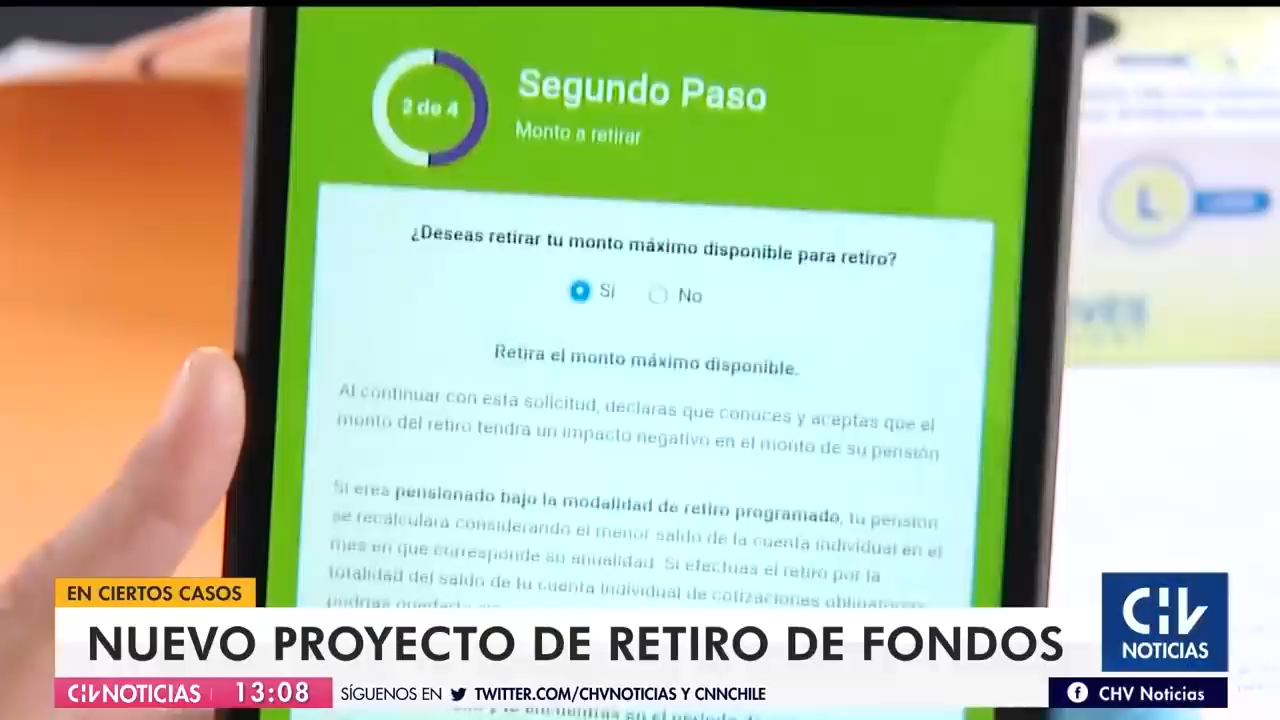 2 de 4
Segundo Paso
Monto a retirar
¿Deseas retirar tu monto máximo disponible para retiro?
Sí No
Retira el monto máximo disponible.
Al continuar con esta solicitud, declaras que conoces y aceptas que el
monto del retiro tendra un impacto negativo en el monto de su pensión
Si eres pensionado bajo la modalidad de retiro programado, tu pensión
se recalculará considerando el menor saldo de la cuenta individual en el
mes en que corresponde su anualidad. Si efectúas el retiro por la
totalidad del saldo de tu cuenta individual de cotizaciones obligatorias
L
EN CIERTOS CASOS
NUEVO PROYECTO DE RETIRO DE FONDOS
CHV
NOTICIAS
CHV NOTICIAS 13:08 SÍGUENOS EN TWITTER.COM/CHVNOTICIAS Y CNNCHILE
CHV Noticias